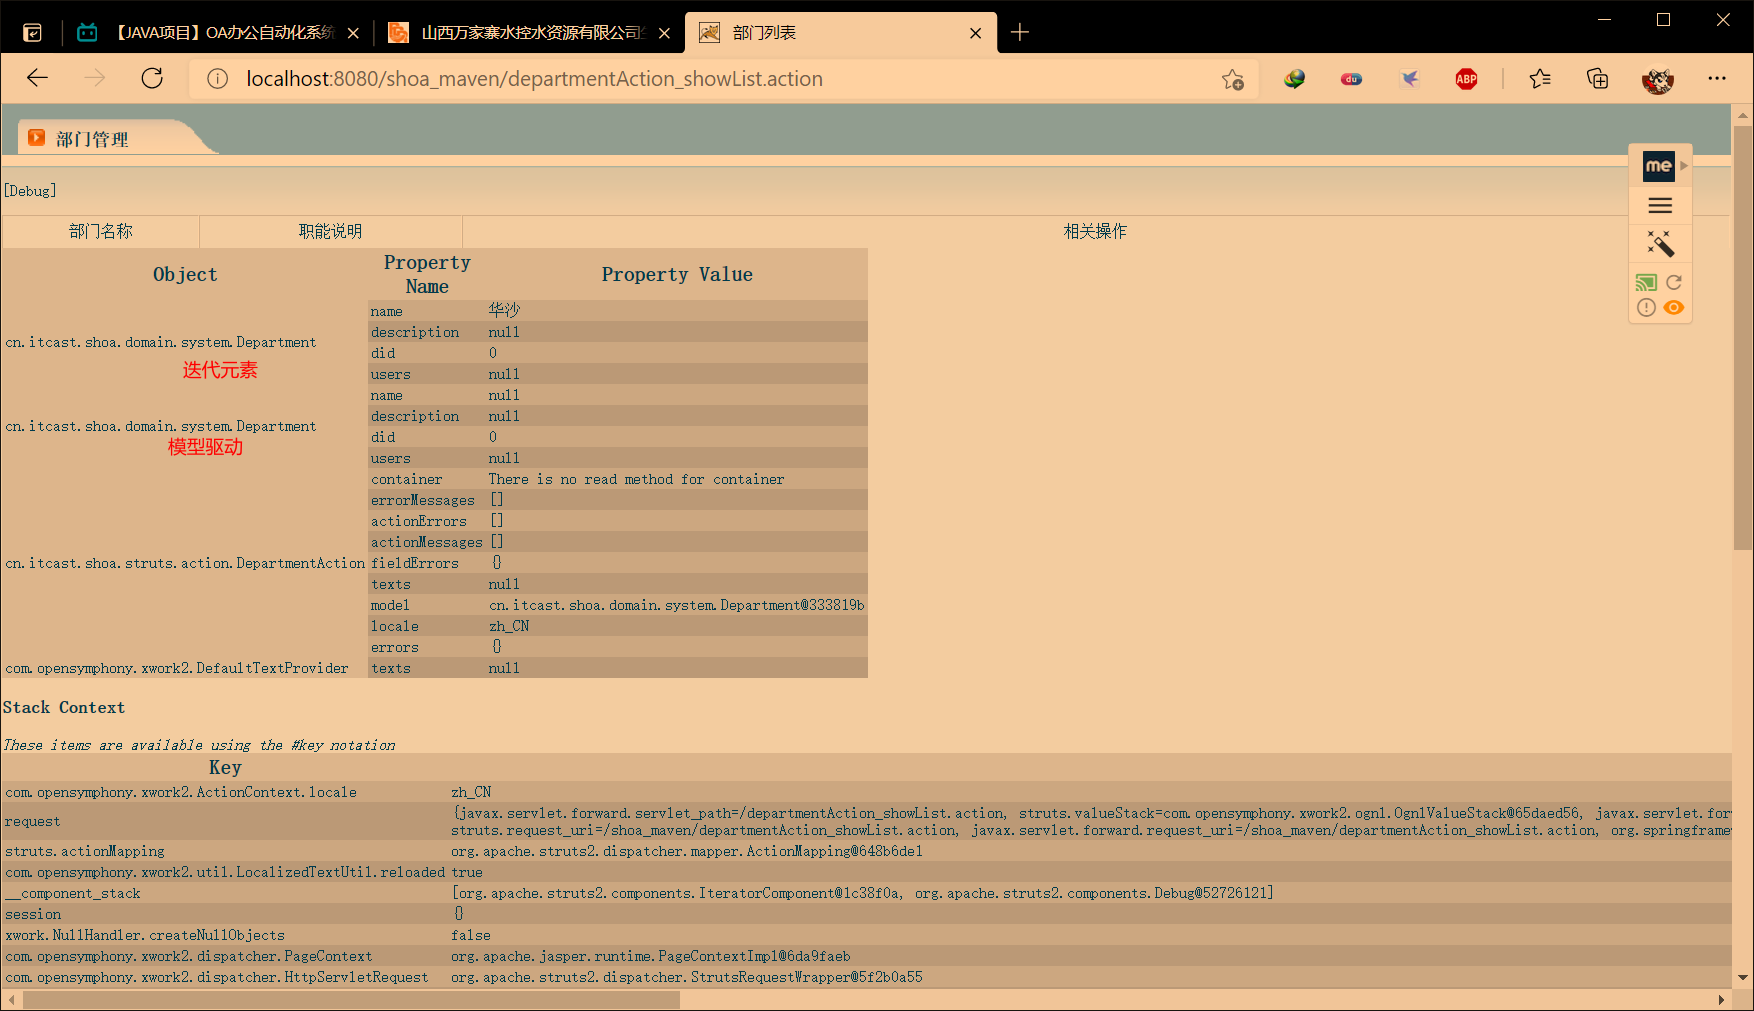 【JAVA项目】OA办公自动化系统
山西万家寨水控水资源有限公司
部门列表
localhost:8080/shoa_maven/departmentAction_showList.action
du
ABP
部门管理
me
[Debug]
部门名称 职能说明 相关操作
Object Property Name Property Value
cn.itcast.shoa.domain.system.Department
迭代元素
name 华沙
description null
did 0
users null
cn.itcast.shoa.domain.system.Department
模型驱动
name null
description null
did 0
users null
cn.itcast.shoa.struts.action.DepartmentAction
container There is no read method for container
errorMessages []
actionErrors []
actionMessages []
fieldErrors {}
texts null
model cn.itcast.shoa.domain.system.Department@333819b
locale zh_CN
errors {}
com.opensymphony.xwork2.DefaultTextProvider texts null
Stack Context
These items are available using the #key notation
Key
com.opensymphony.xwork2.ActionContext.locale zh_CN
request {javax.servlet.forward.servlet_path=/departmentAction_showList.action, struts.valueStack=com.opensymphony.xwork2.ognl.OgnlValueStack@65daed56, javax.servlet.for
struts.request_uri=/shoa_maven/departmentAction_showList.action, javax.servlet.forward.request_uri=/shoa_maven/departmentAction_showList.action, org.springframew
struts.actionMapping org.apache.struts2.dispatcher.mapper.ActionMapping@648b6de1
com.opensymphony.xwork2.util.LocalizedTextUtil.reloaded true
__component_stack [org.apache.struts2.components.IteratorComponent@1c38f0a, org.apache.struts2.components.Debug@52726121]
session {}
xwork.NullHandler.createNullObjects false
com.opensymphony.xwork2.dispatcher.PageContext org.apache.jasper.runtime.PageContextImpl@6da9faeb
com.opensymphony.xwork2.dispatcher.HttpServletRequest org.apache.struts2.dispatcher.StrutsRequestWrapper@5f2b0a55